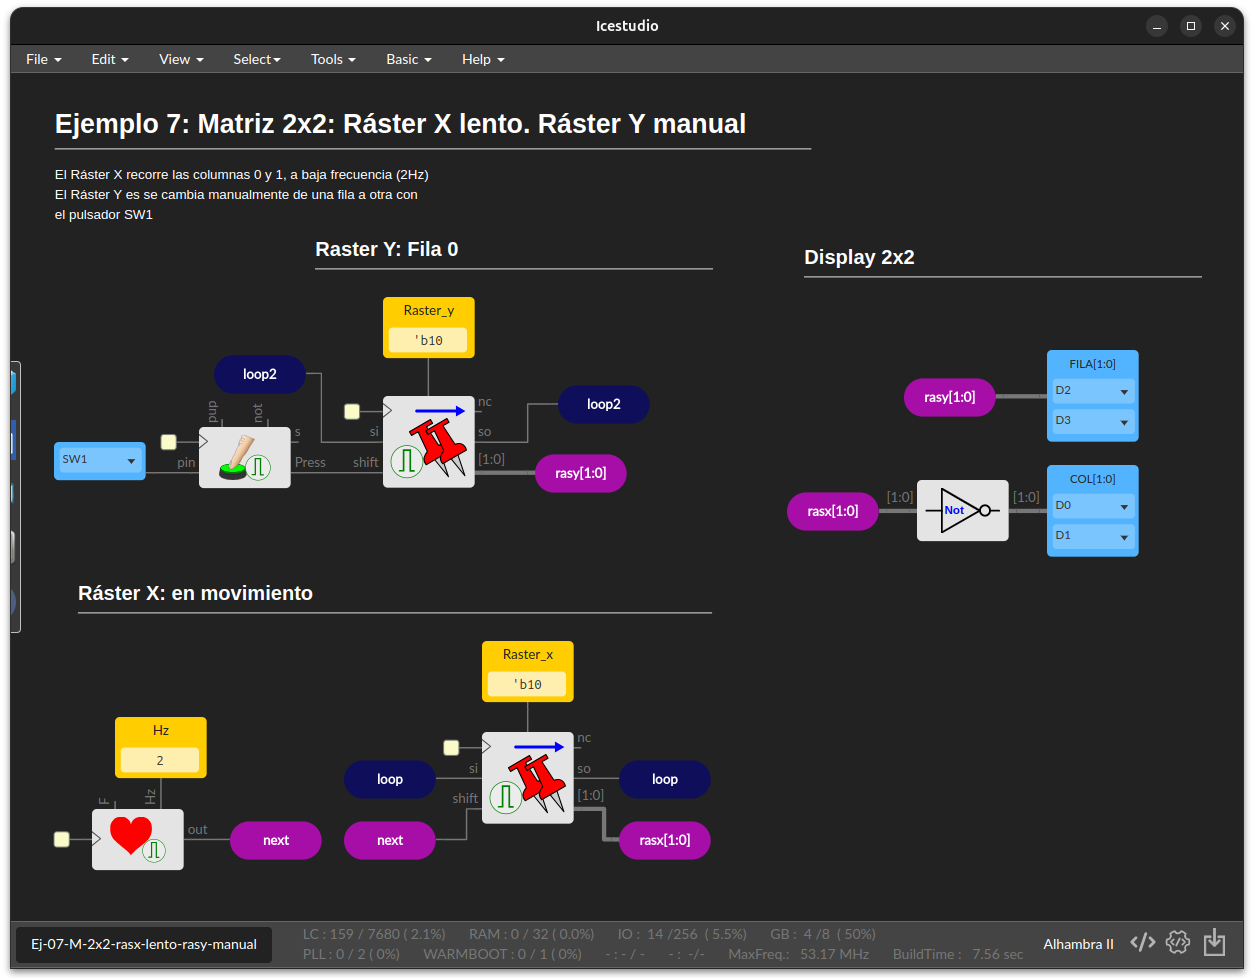 Icestudio
File Edit View Select Tools Basic Help
Ejemplo 7: Matriz 2x2: Ráster X lento. Ráster Y manual
El Ráster X recorre las columnas 0 y 1, a baja frecuencia (2Hz)
El Ráster Y es se cambia manualmente de una fila a otra con
el pulsador SW1
Raster Y: Fila 0
Display 2x2
Raster_y
'b10
loop2
nc
loop2
pup
not
s
si
so
SW1
pin
Press
shift
[1:0]
rasy[1:0]
rasy[1:0]
FILA[1:0]
D2
D3
rasx[1:0]
[1:0]
Not
[1:0]
COL[1:0]
D0
D1
Ráster X: en movimiento
Raster_x
'b10
Hz
2
F
Hz
out
next
loop
si
nc
so
loop
shift
[1:0]
next
rasx[1:0]
Ej-07-M-2x2-rasx-lento-rasy-manual
LC : 159 / 7680 ( 2.1%) RAM : 0 / 32 ( 0.0%) IO : 14 /256 ( 5.5%) GB : 4 /8 ( 50%)
PLL : 0 / 2 ( 0%) WARMBOOT : 0 / 1 ( 0%) - : - / - - : -/- MaxFreq.: 53.17 MHz BuildTime : 7.56 sec
Alhambra II